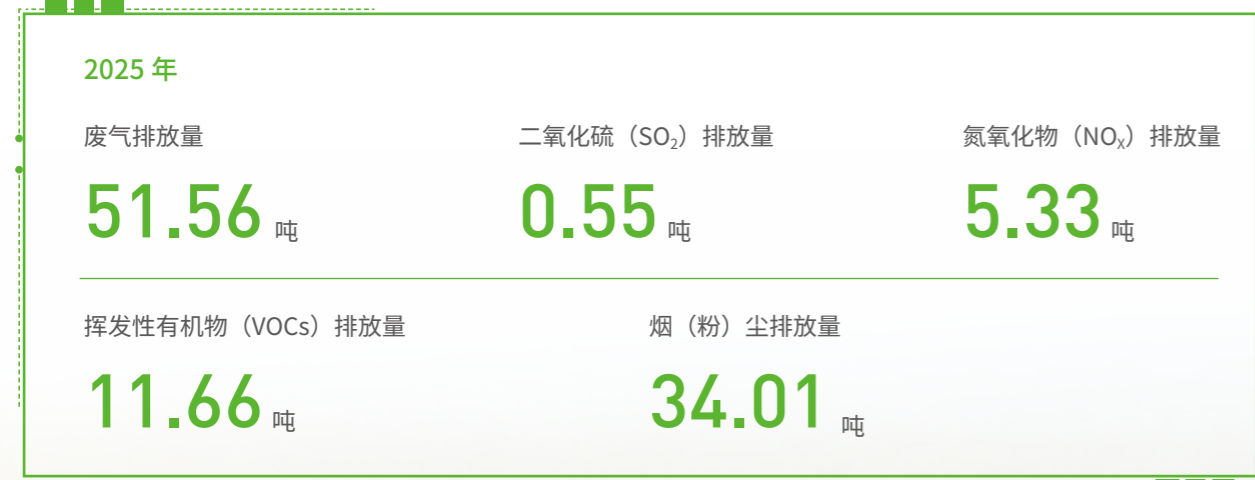 2025 年
废气排放量 二氧化硫（SO₂）排放量 氮氧化物（NOₓ）排放量
51.56 吨 0.55 吨 5.33 吨
挥发性有机物（VOCs）排放量 烟（粉）尘排放量
11.66 吨 34.01 吨